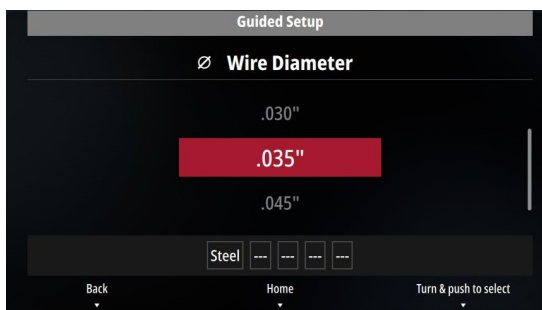 Guided Setup
Ø Wire Diameter
.030"
.035"
.045"
Steel --- --- --- ---
Back Home Turn & push to select